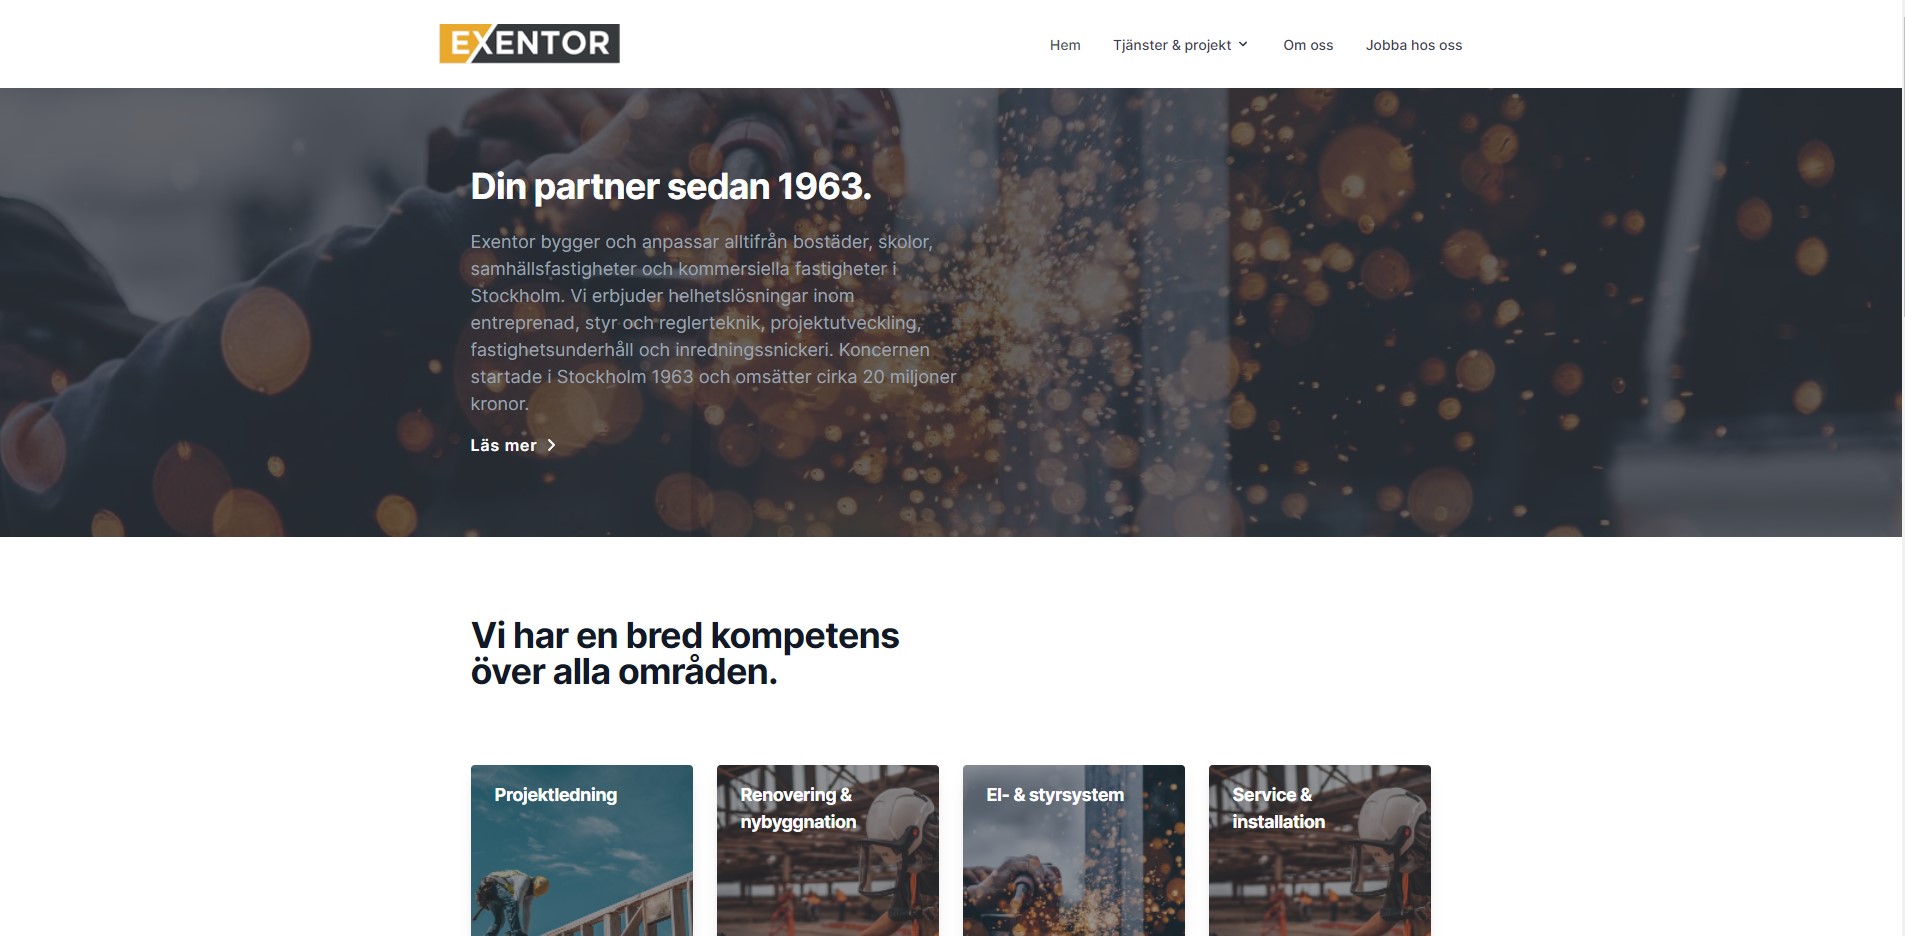 EXENTOR
Hem
Tjänster & projekt
Om oss
Jobba hos oss
Din partner sedan 1963.
Exentor bygger och anpassar alltifrån bostäder, skolor,
samhällsfastigheter och kommersiella fastigheter i
Stockholm. Vi erbjuder helhetslösningar inom
entreprenad, styr och reglerteknik, projektutveckling,
fastighetsunderhåll och inredningssnickeri. Koncernen
startade i Stockholm 1963 och omsätter cirka 20 miljoner
kronor.
Läs mer
Vi har en bred kompetens
över alla områden.
Projektledning
Renovering &
nybyggnation
El- & styrsystem
Service &
installation